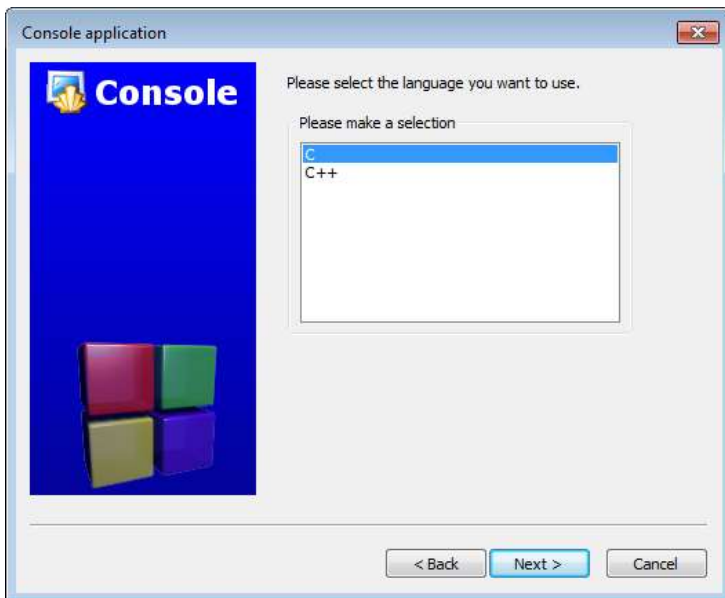 Console application
Console
Please select the language you want to use.
Please make a selection
C
C++
< Back
Next >
Cancel